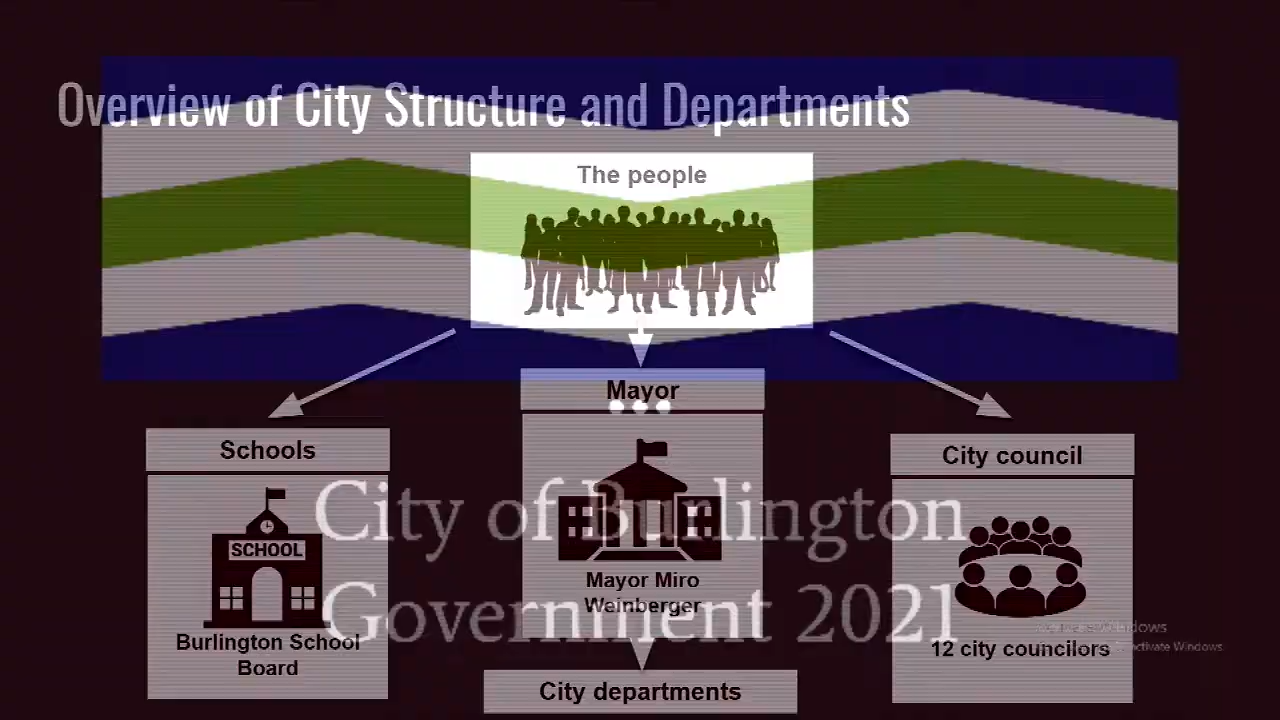 Overview of City Structure and Departments
The people
Mayor
Schools
City council
SCHOOL
City of Burlington
Mayor Miro
Weinberger
Government 2021
Burlington School
Board
12 city councilors
City departments